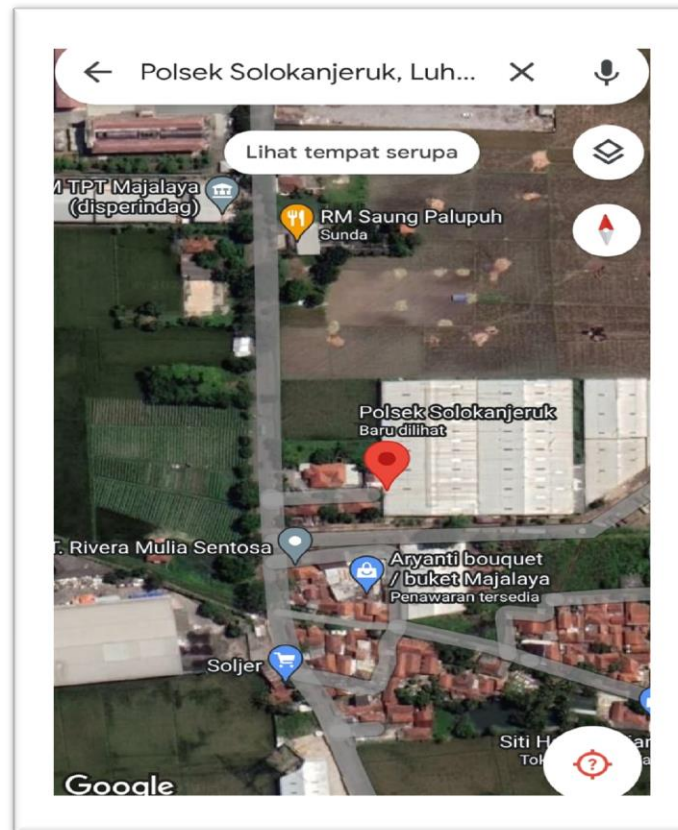 Polsek Solokanjeruk, Luh...
Lihat tempat serupa
TPT Majalaya
(disperindag)
RM Saung Palupuh
Sunda
Polsek Solokanjeruk
Baru dilihat
Rivera Mulia Sentosa
Aryanti bouquet
/ buket Majalaya
Penawaran tersedia
Soljer
Siti
Google